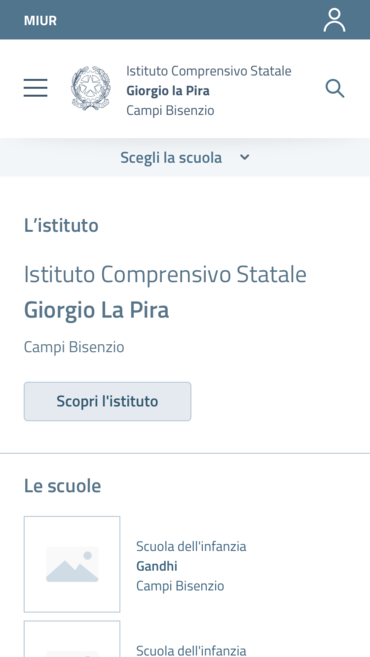 MIUR
Istituto Comprensivo Statale
Giorgio la Pira
Campi Bisenzio
Scegli la scuola
L’istituto
Istituto Comprensivo Statale
Giorgio La Pira
Campi Bisenzio
Scopri l'istituto
Le scuole
Scuola dell'infanzia
Gandhi
Campi Bisenzio
Scuola dell'infanzia